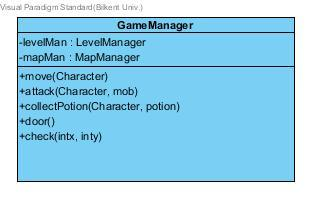 Visual Paradigm Standard(Bilkent Univ.)
GameManager
-levelMan : LevelManager
-mapMan : MapManager
+move(Character)
+attack(Character, mob)
+collectPotion(Character, potion)
+door()
+check(intx, inty)